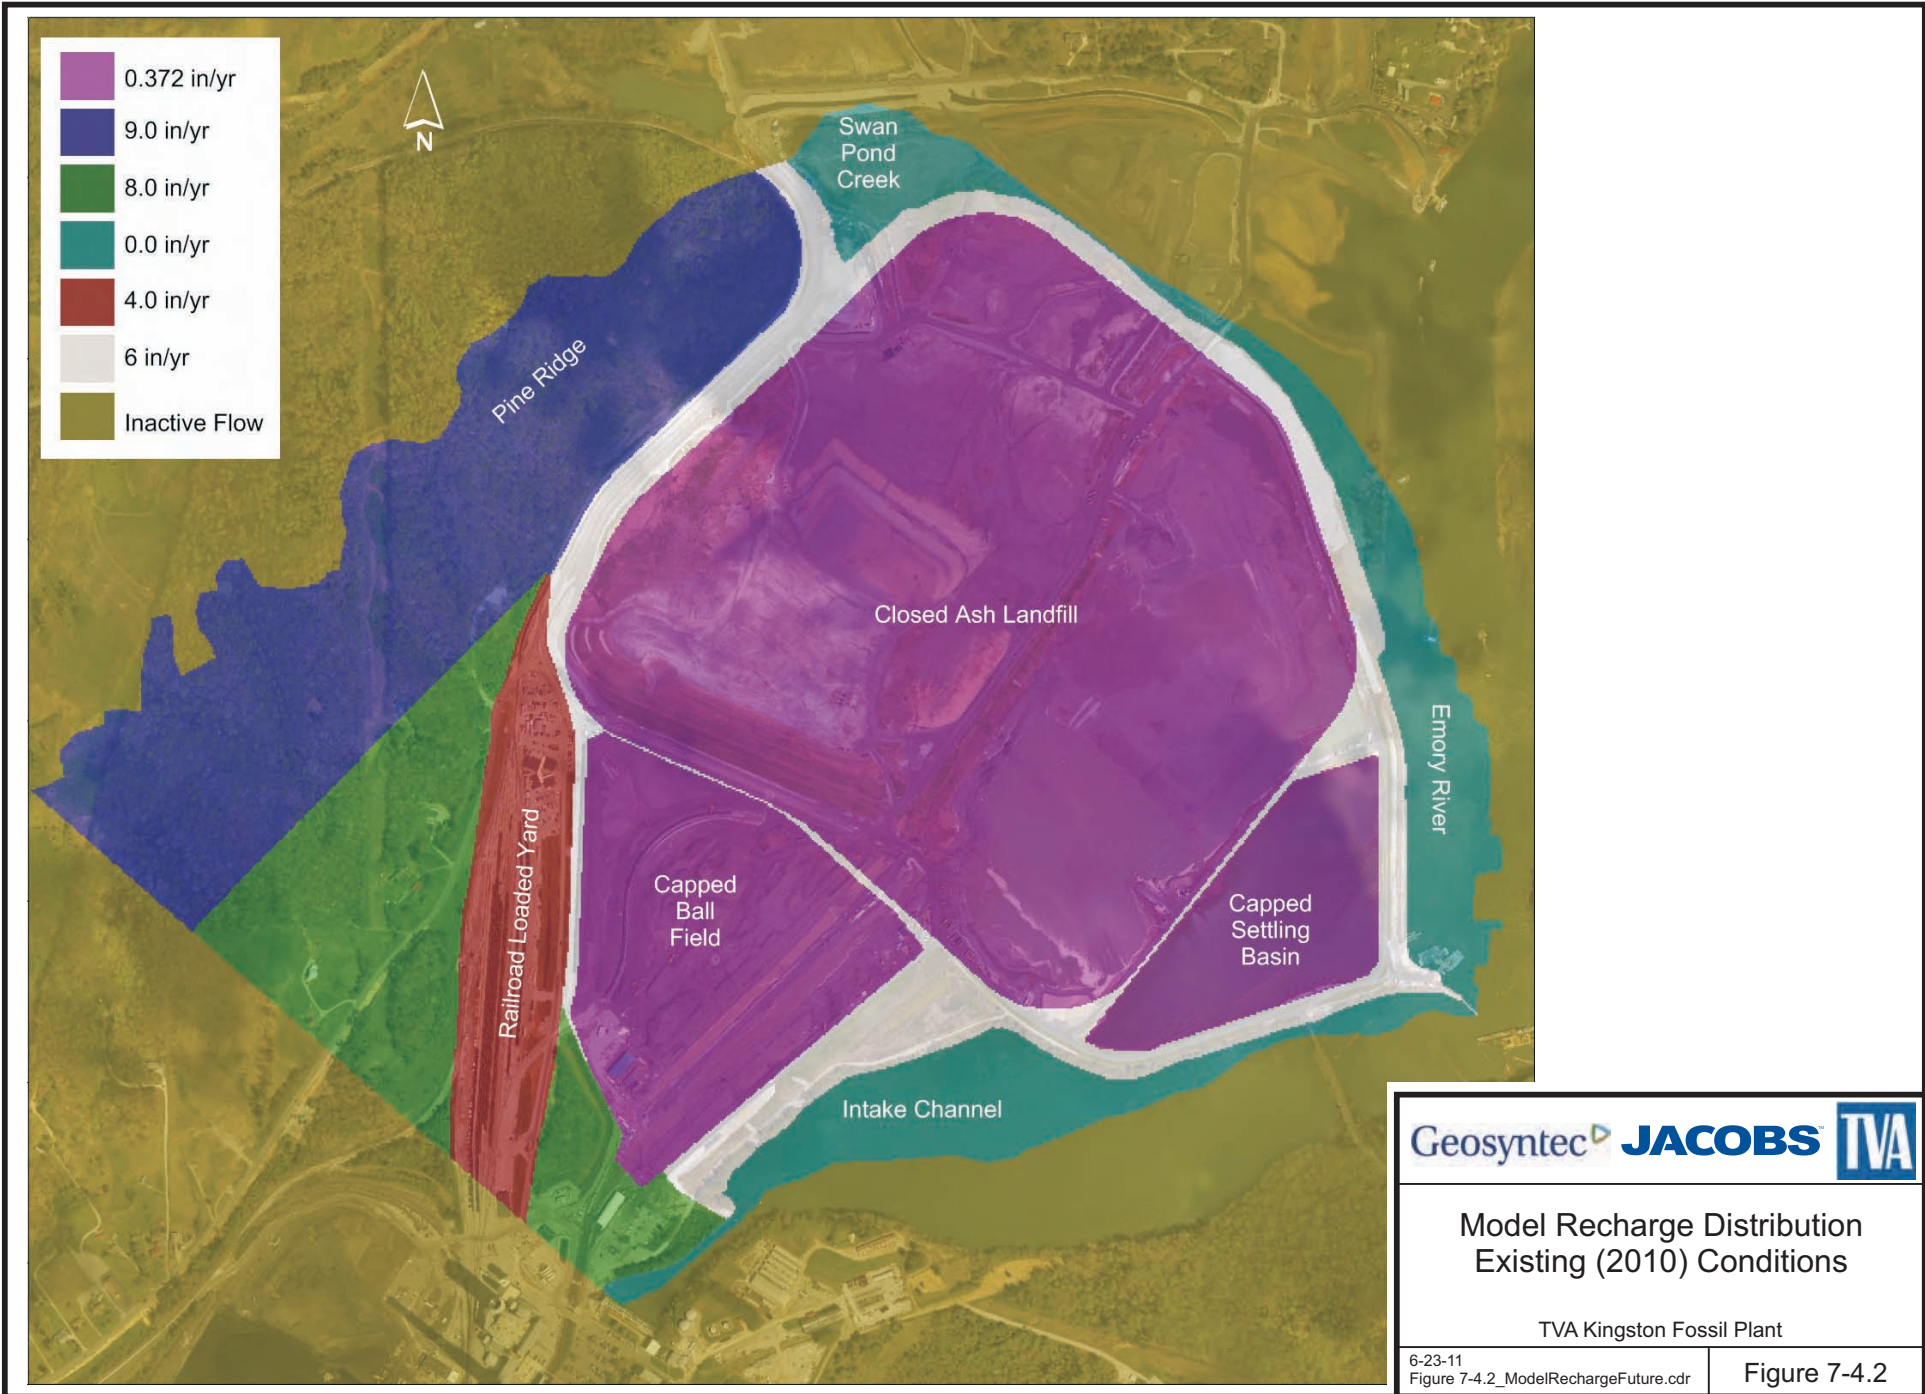 0.372 in/yr
9.0 in/yr
8.0 in/yr
0.0 in/yr
4.0 in/yr
6 in/yr
Inactive Flow
N
Swan
Pond
Creek
Pine Ridge
Closed Ash Landfill
Emory River
Railroad Loaded Yard
Capped
Ball
Field
Capped
Settling
Basin
Intake Channel
Geosyntec JACOBS™ TVA
Model Recharge Distribution
Existing (2010) Conditions
TVA Kingston Fossil Plant
6-23-11
Figure 7-4.2_ModelRechargeFuture.cdr
Figure 7-4.2